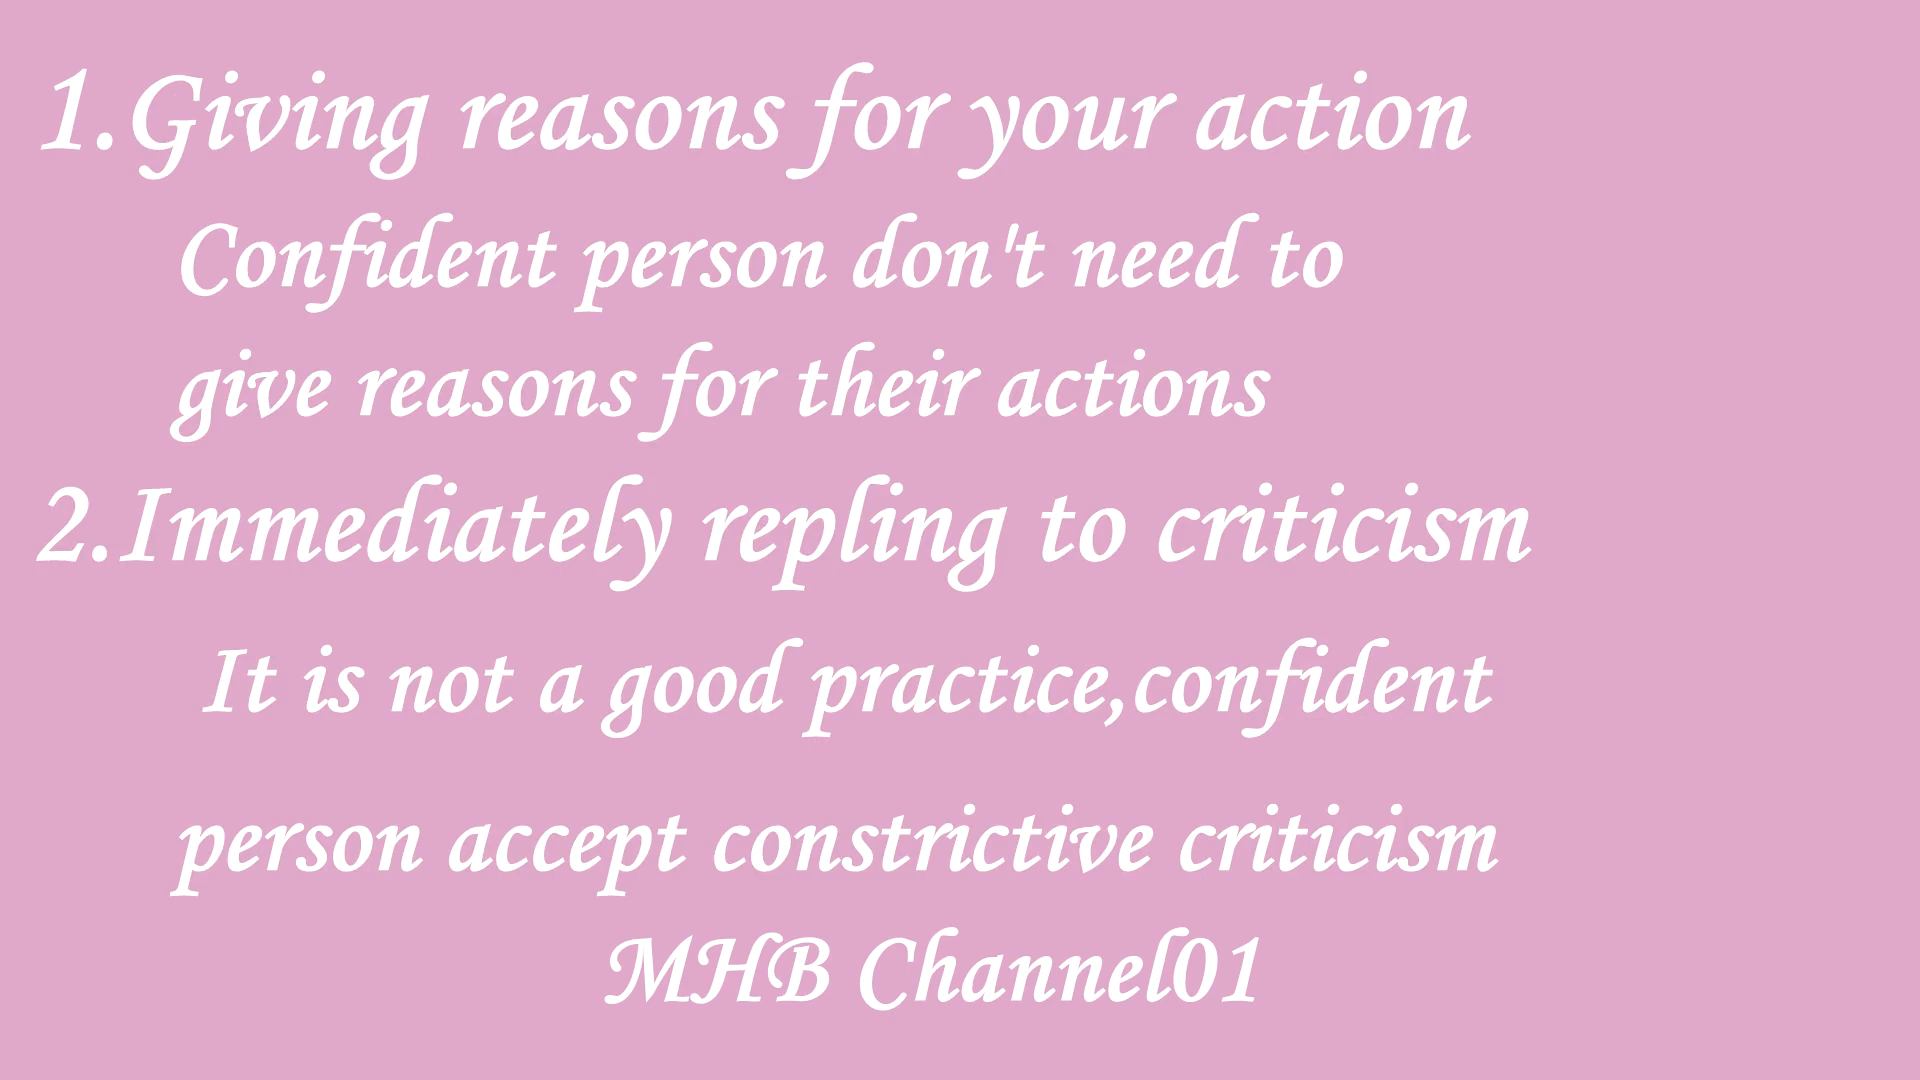 1.Giving reasons for your action
Confident person don't need to
give reasons for their actions
2.Immediately repling to criticism
It is not a good practice,confident
person accept constrictive criticism
MHB Channel01